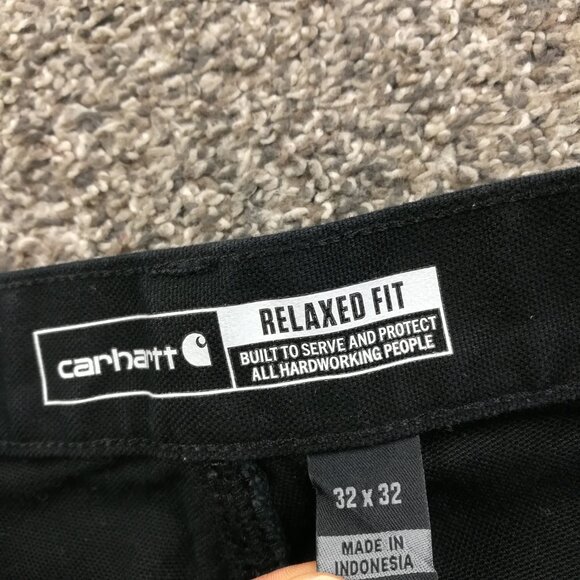 carhartt
RELAXED FIT
BUILT TO SERVE AND PROTECT
ALL HARDWORKING PEOPLE
32 x 32
MADE IN
INDONESIA